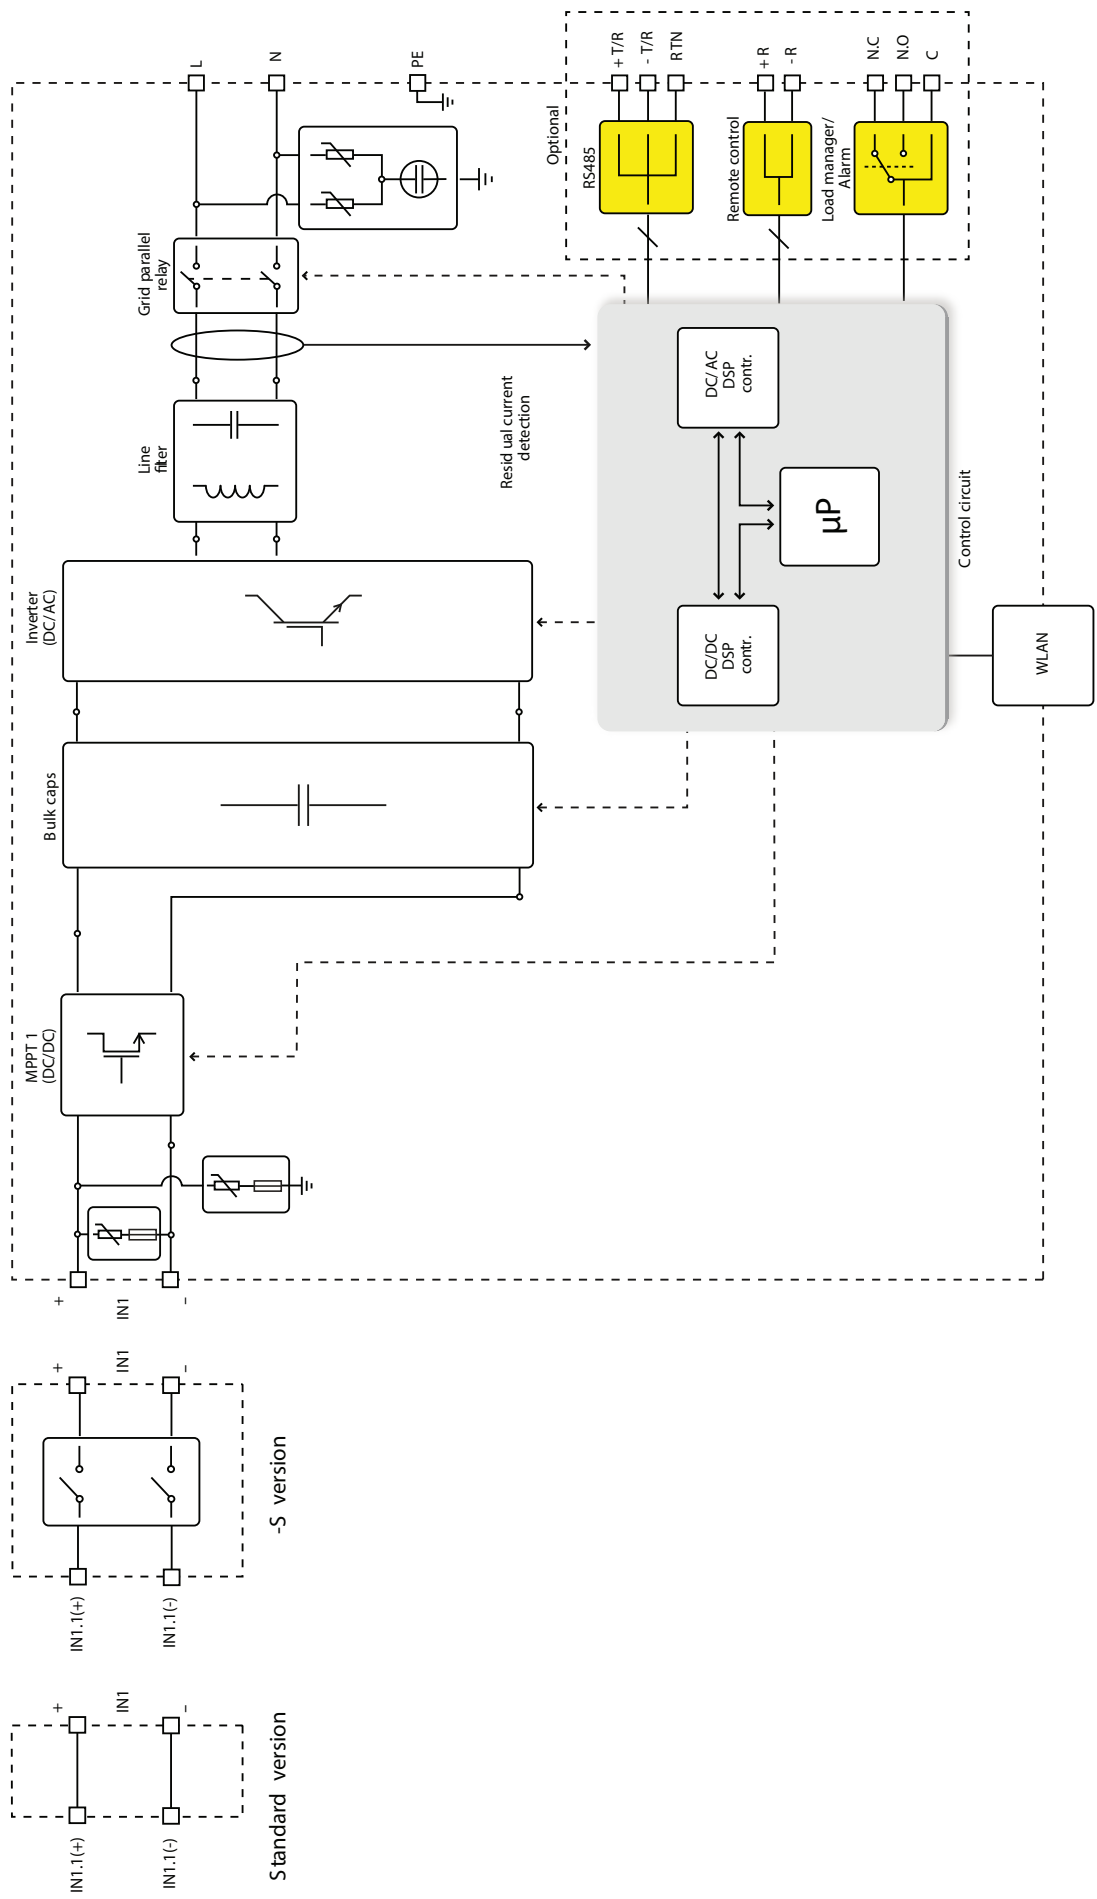 Standard version
IN1.1(+)
IN1.1(-)
+
IN1
–
-S version
IN1.1(+)
IN1.1(-)
+
IN1
–
+
IN1
–
MPPT 1
(DC/DC)
Bulk caps
Inverter
(DC/AC)
Line
filter
Grid parallel
relay
L
N
PE
Residual current
detection
DC/DC
DSP
contr.
DC/AC
DSP
contr.
µP
Control circuit
WLAN
Optional
RS485
+ T/R
- T/R
RTN
Remote control
+ R
- R
Load manager/
Alarm
N.C
N.O
C